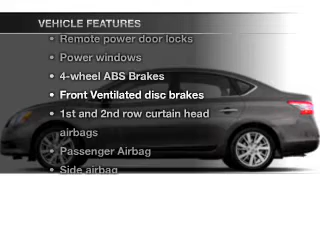 VEHICLE FEATURES
• Remote power door locks
• Power windows
• 4-wheel ABS Brakes
• Front Ventilated disc brakes
• 1st and 2nd row curtain head
airbags
• Passenger Airbag
• Side airbag